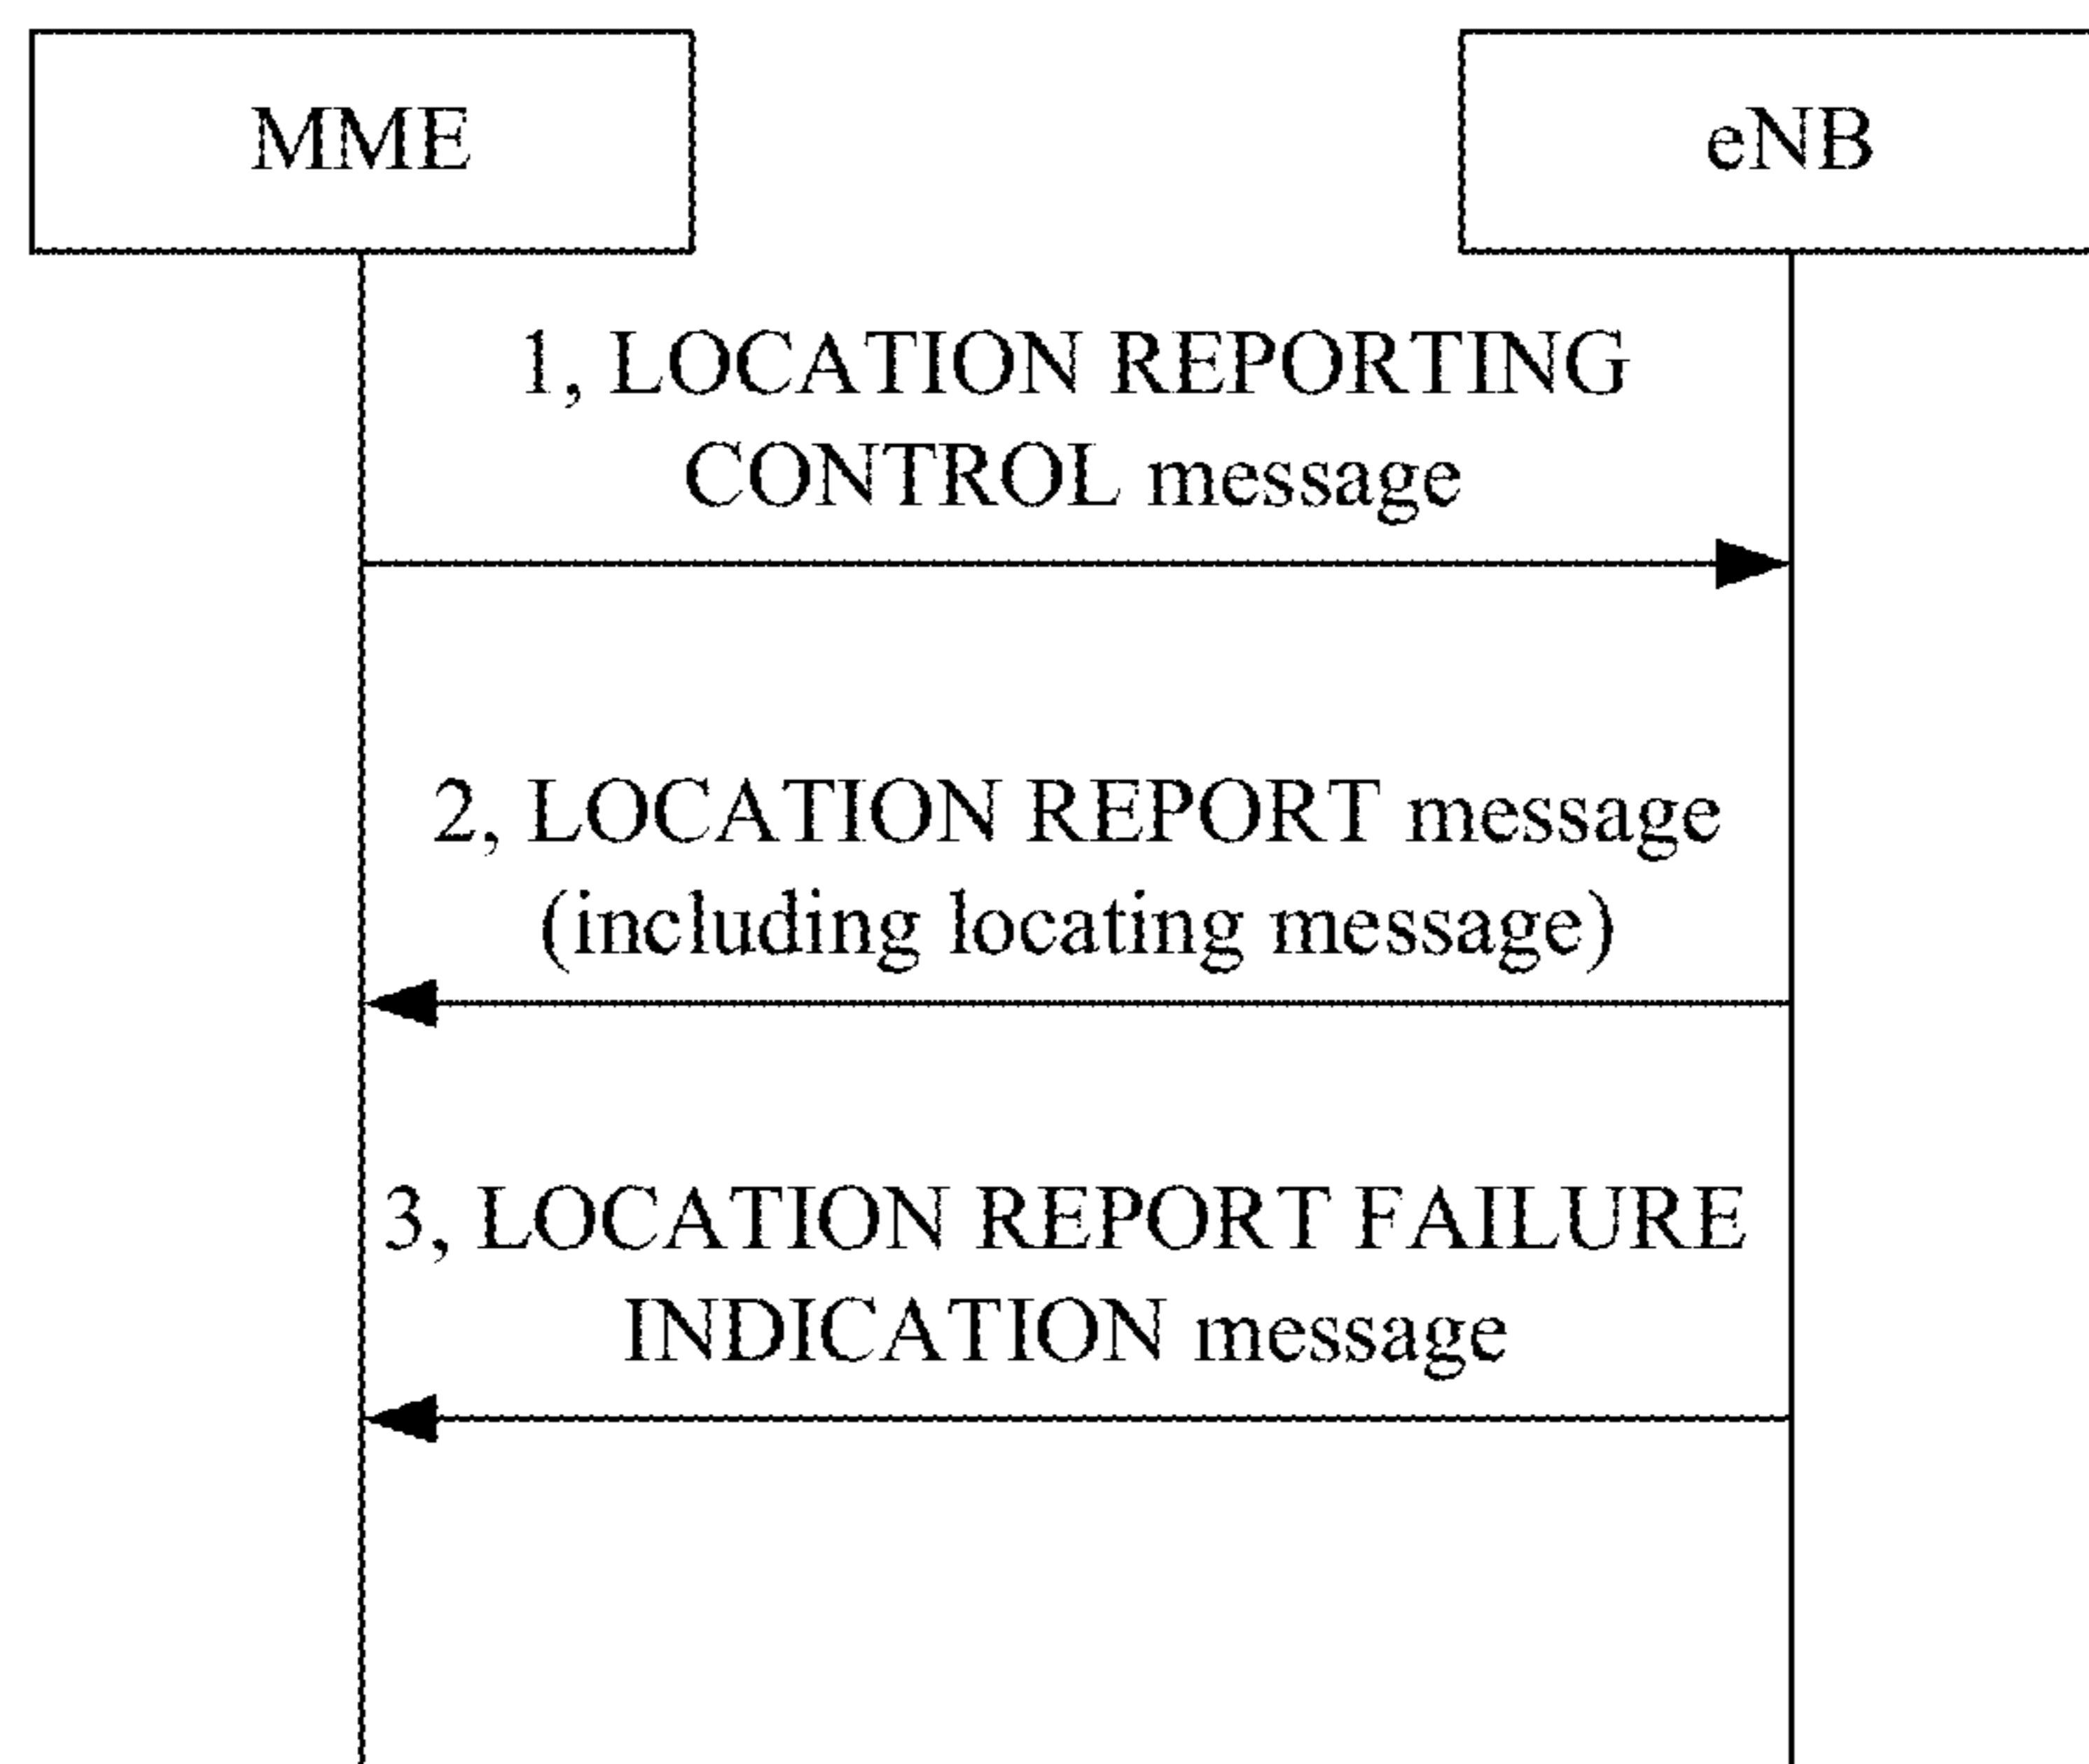 MME
eNB
1, LOCATION REPORTING
CONTROL message
2, LOCATION REPORT message
(including locating message)
3, LOCATION REPORT FAILURE
INDICATION message